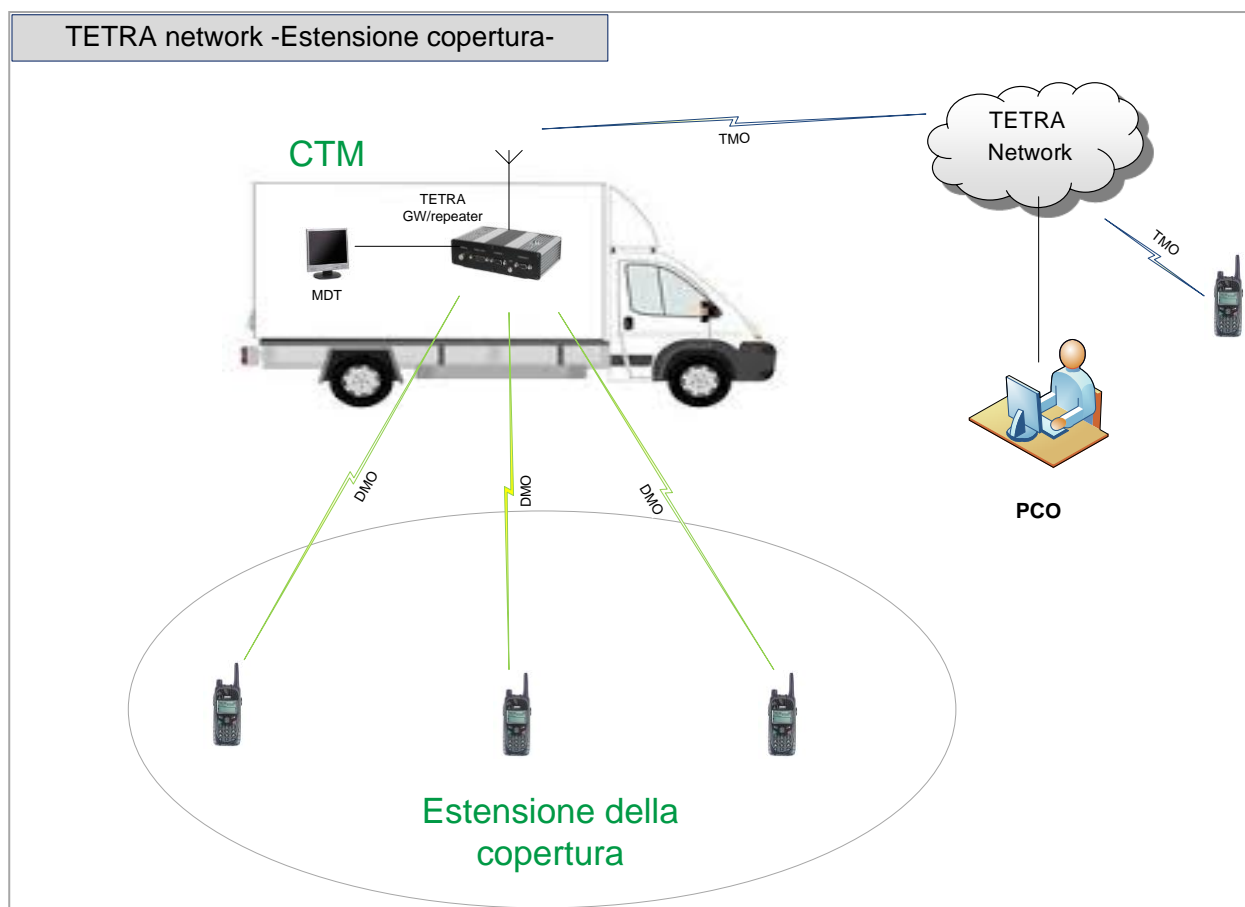 TETRA network -Estensione copertura-
CTM
TETRA
GW/repeater
MDT
TMO
TETRA
Network
TMO
PCO
DMO
DMO
DMO
Estensione della
copertura